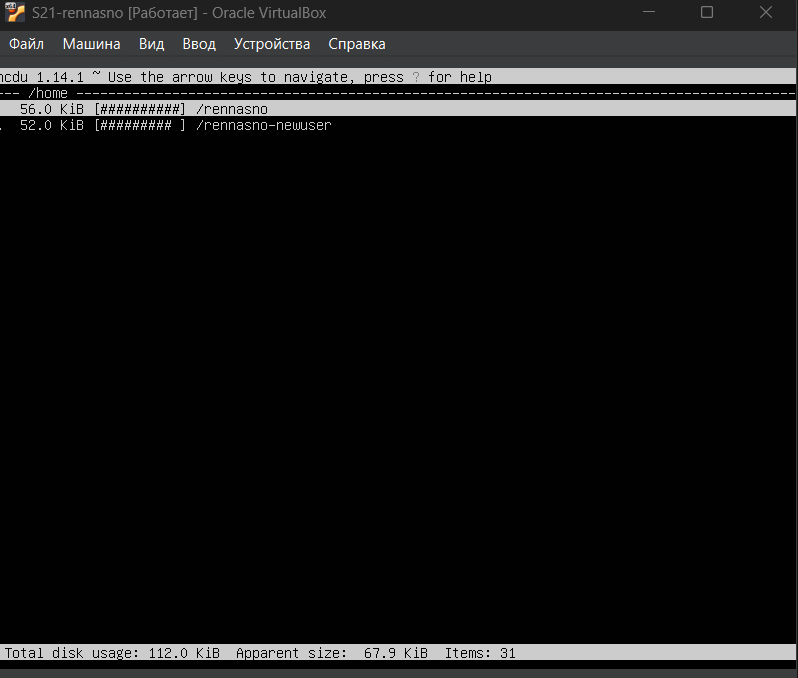 S21-rennasno [Работает] - Oracle VirtualBox
Файл Машина Вид Ввод Устройства Справка
ncdu 1.14.1 ~ Use the arrow keys to navigate, press ? for help
--- /home ----------------------------------------------------------------------------------------
56.0 KiB [##########] /rennasno
. 52.0 KiB [######### ] /rennasno-newuser
Total disk usage: 112.0 KiB Apparent size: 67.9 KiB Items: 31